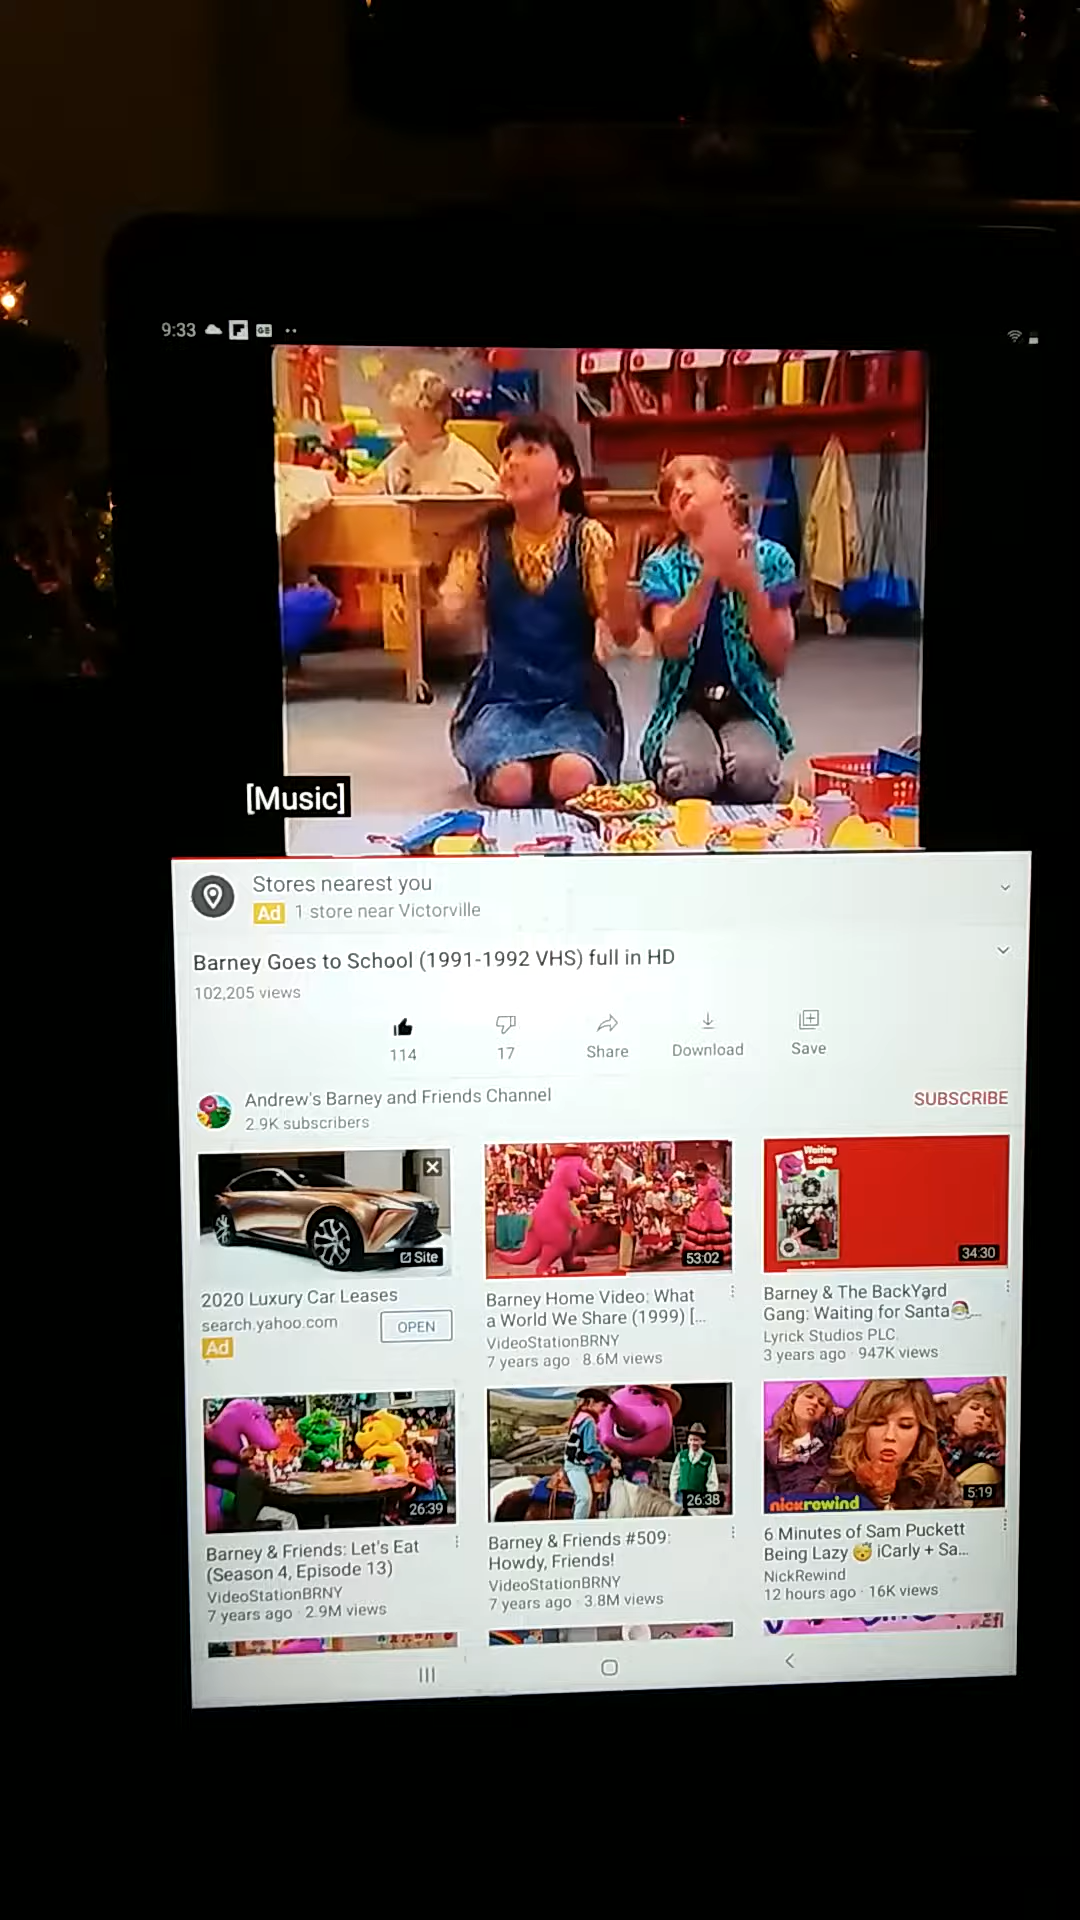 9:33
GE
[Music]
Stores nearest you
Ad 1 store near Victorville
Barney Goes to School (1991-1992 VHS) full in HD
102,205 views
114
17
Share
Download
Save
Andrew's Barney and Friends Channel
2.9K subscribers
SUBSCRIBE
Site
2020 Luxury Car Leases
search.yahoo.com
Ad
OPEN
53:02
Barney Home Video: What
a World We Share (1999) [...
VideoStationBRNY
7 years ago · 8.6M views
Waiting
Santa
34:30
Barney & The BackYard
Gang: Waiting for Santa🎅...
Lyrick Studios PLC.
3 years ago · 947K views
26:39
Barney & Friends: Let's Eat
(Season 4, Episode 13)
VideoStationBRNY
7 years ago · 2.9M views
26:38
Barney & Friends #509:
Howdy, Friends!
VideoStationBRNY
7 years ago · 3.8M views
nickrewind
5:19
6 Minutes of Sam Puckett
Being Lazy 😴 iCarly + Sa...
NickRewind
12 hours ago · 16K views